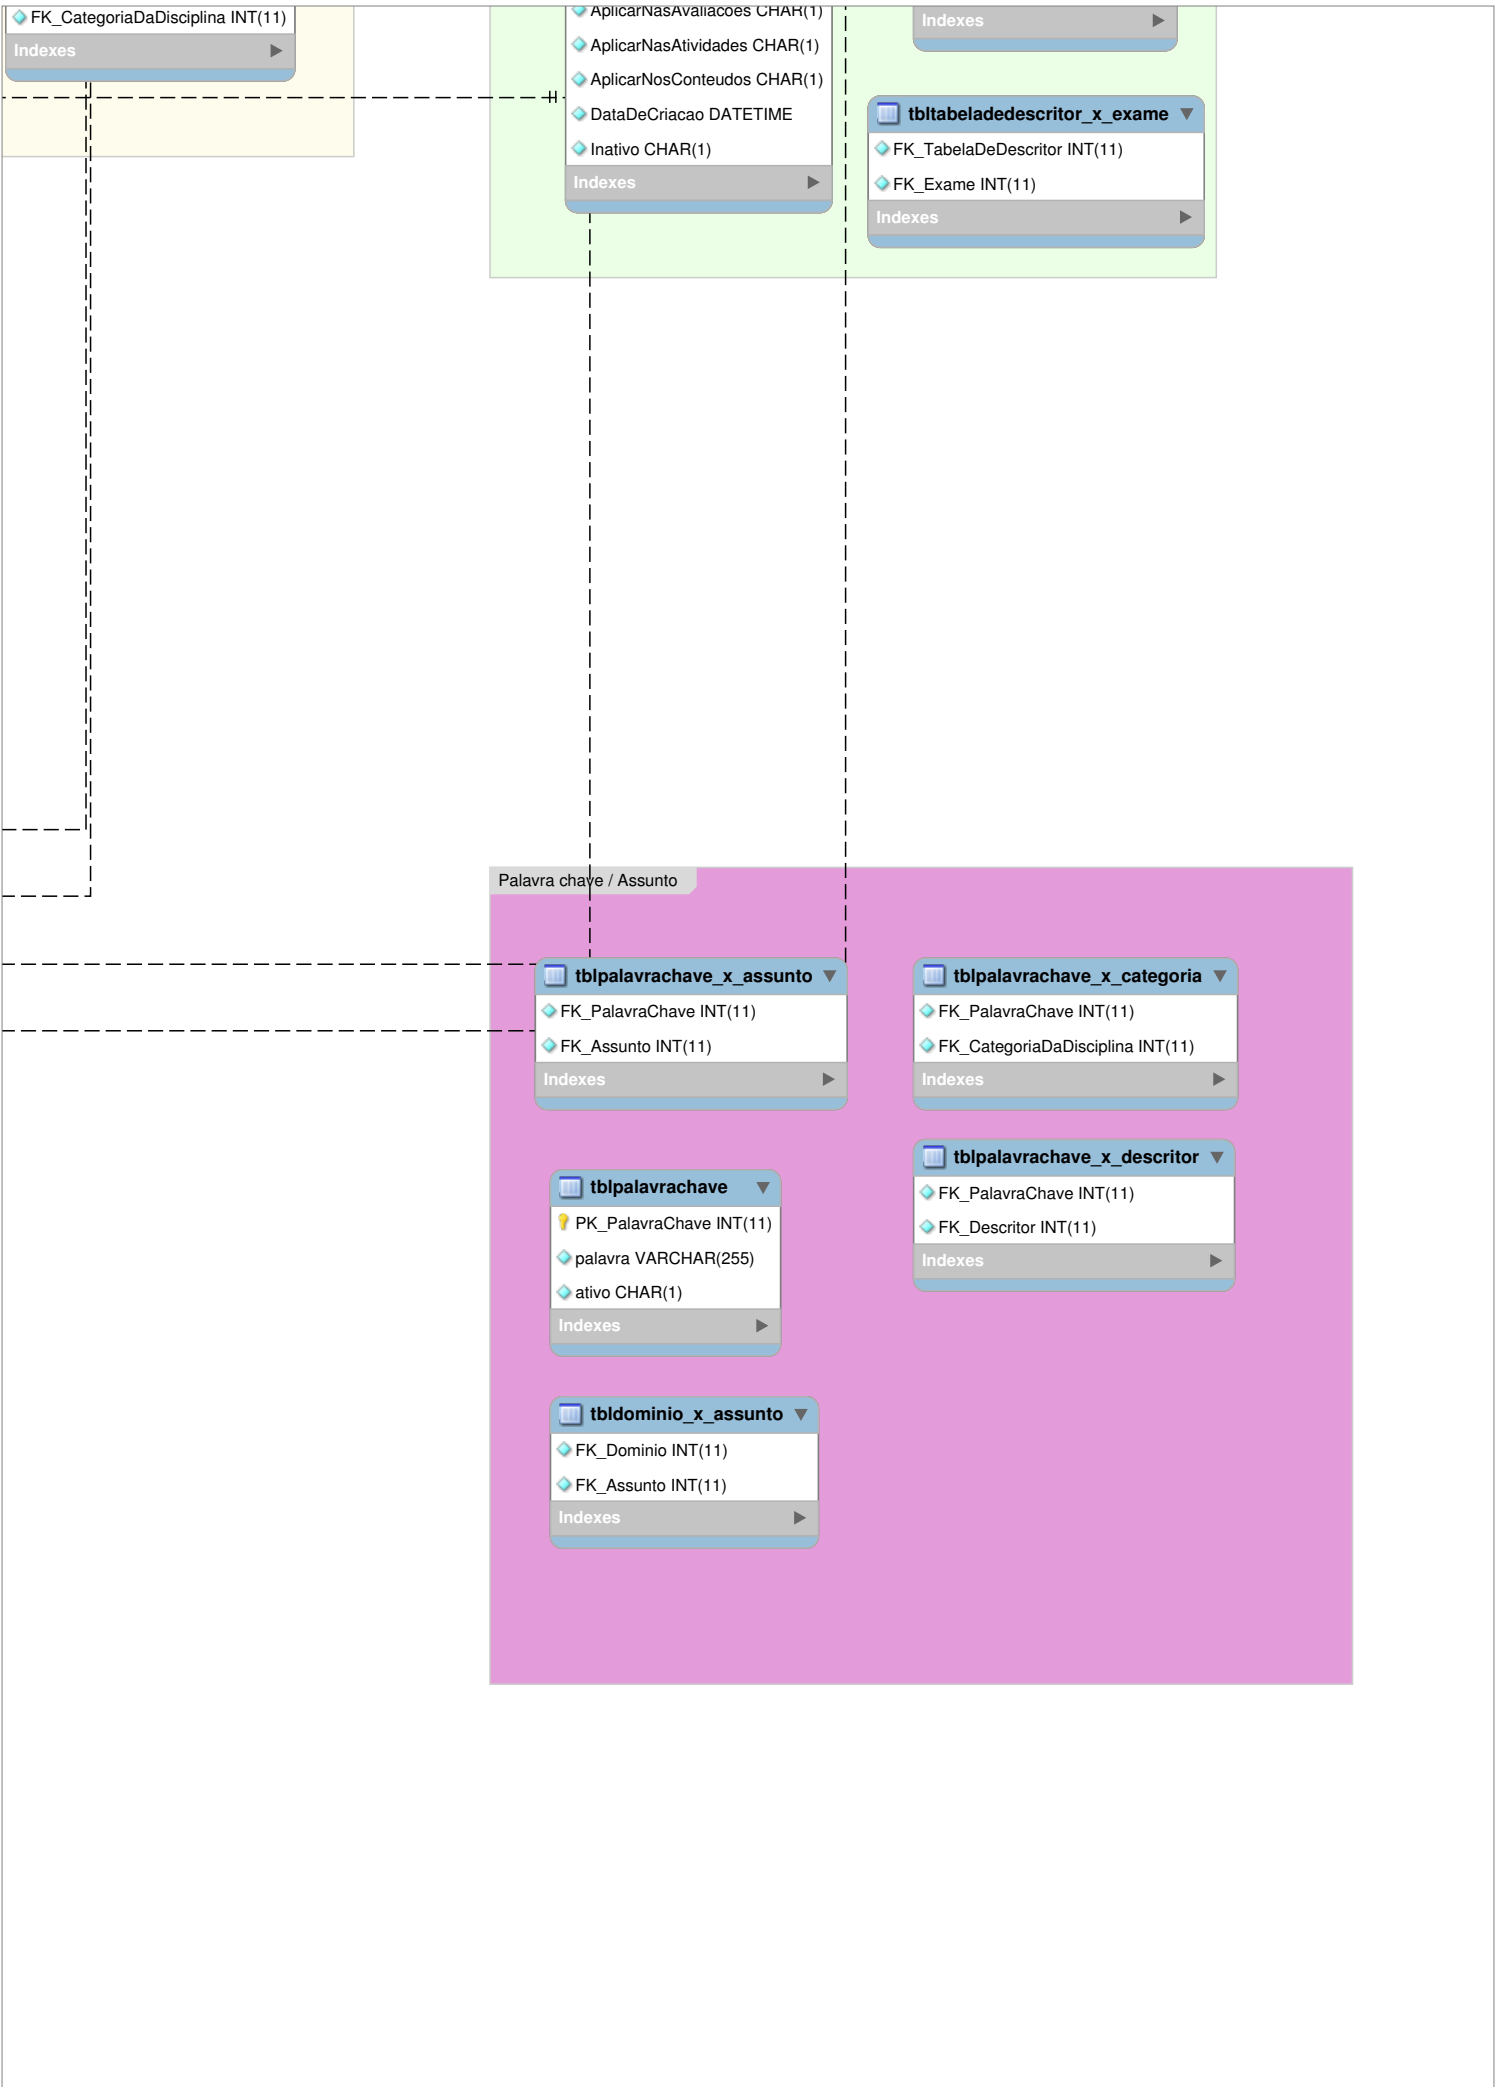 FK_CategoriaDaDisciplina INT(11)
Indexes
AplicarNasAvaliacoes CHAR(1)
AplicarNasAtividades CHAR(1)
AplicarNosConteudos CHAR(1)
DataDeCriacao DATETIME
Inativo CHAR(1)
Indexes
Indexes
tbltabeladedescritor_x_exame
FK_TabelaDeDescritor INT(11)
FK_Exame INT(11)
Indexes
Palavra chave / Assunto
tblpalavrachave_x_assunto
FK_PalavraChave INT(11)
FK_Assunto INT(11)
Indexes
tblpalavrachave_x_categoria
FK_PalavraChave INT(11)
FK_CategoriaDaDisciplina INT(11)
Indexes
tblpalavrachave
PK_PalavraChave INT(11)
palavra VARCHAR(255)
ativo CHAR(1)
Indexes
tblpalavrachave_x_descritor
FK_PalavraChave INT(11)
FK_Descritor INT(11)
Indexes
tbldominio_x_assunto
FK_Dominio INT(11)
FK_Assunto INT(11)
Indexes